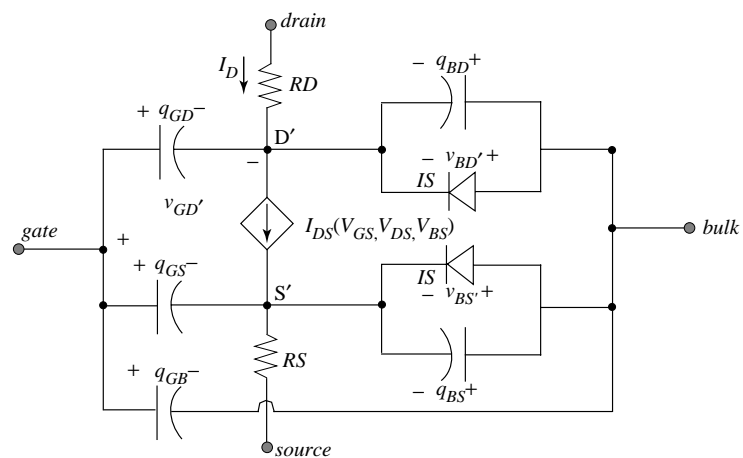 drain
I_D
RD
− q_BD +
+ q_GD −
D′
−
− v_BD′ +
IS
v_GD′
I_DS(V_GS, V_DS, V_BS)
gate
+
bulk
+ q_GS −
S′
IS
− v_BS′ +
RS
+ q_GB −
− q_BS +
source